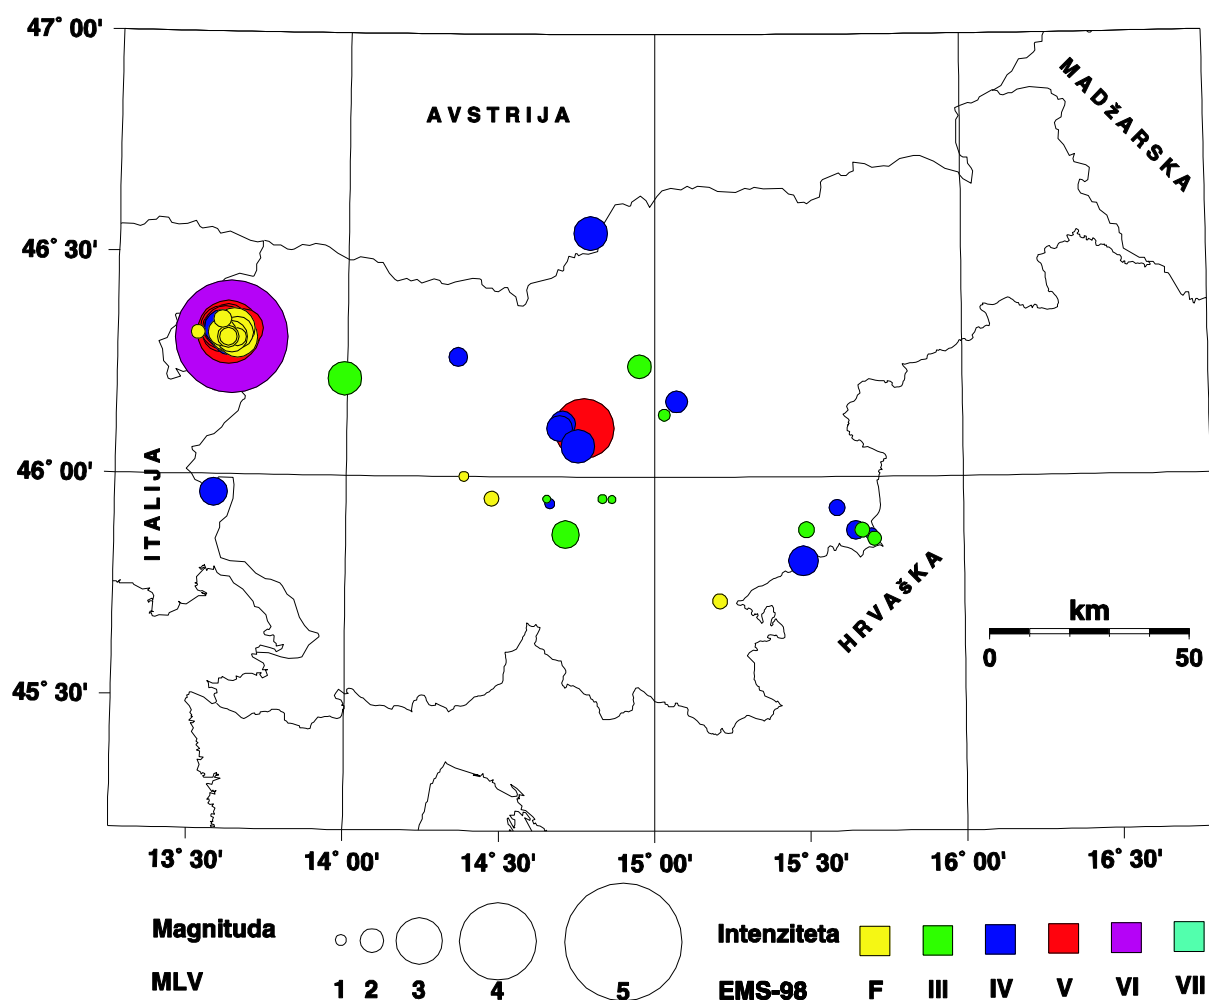 47° 00'
AVSTRIJA
MADŽARSKA
46° 30'
46° 00'
ITALIJA
HRVAŠKA
km
0 50
45° 30'
13° 30' 14° 00' 14° 30' 15° 00' 15° 30' 16° 00' 16° 30'
Magnituda
MLV 1 2 3 4 5
Intenziteta
EMS-98 F III IV V VI VII